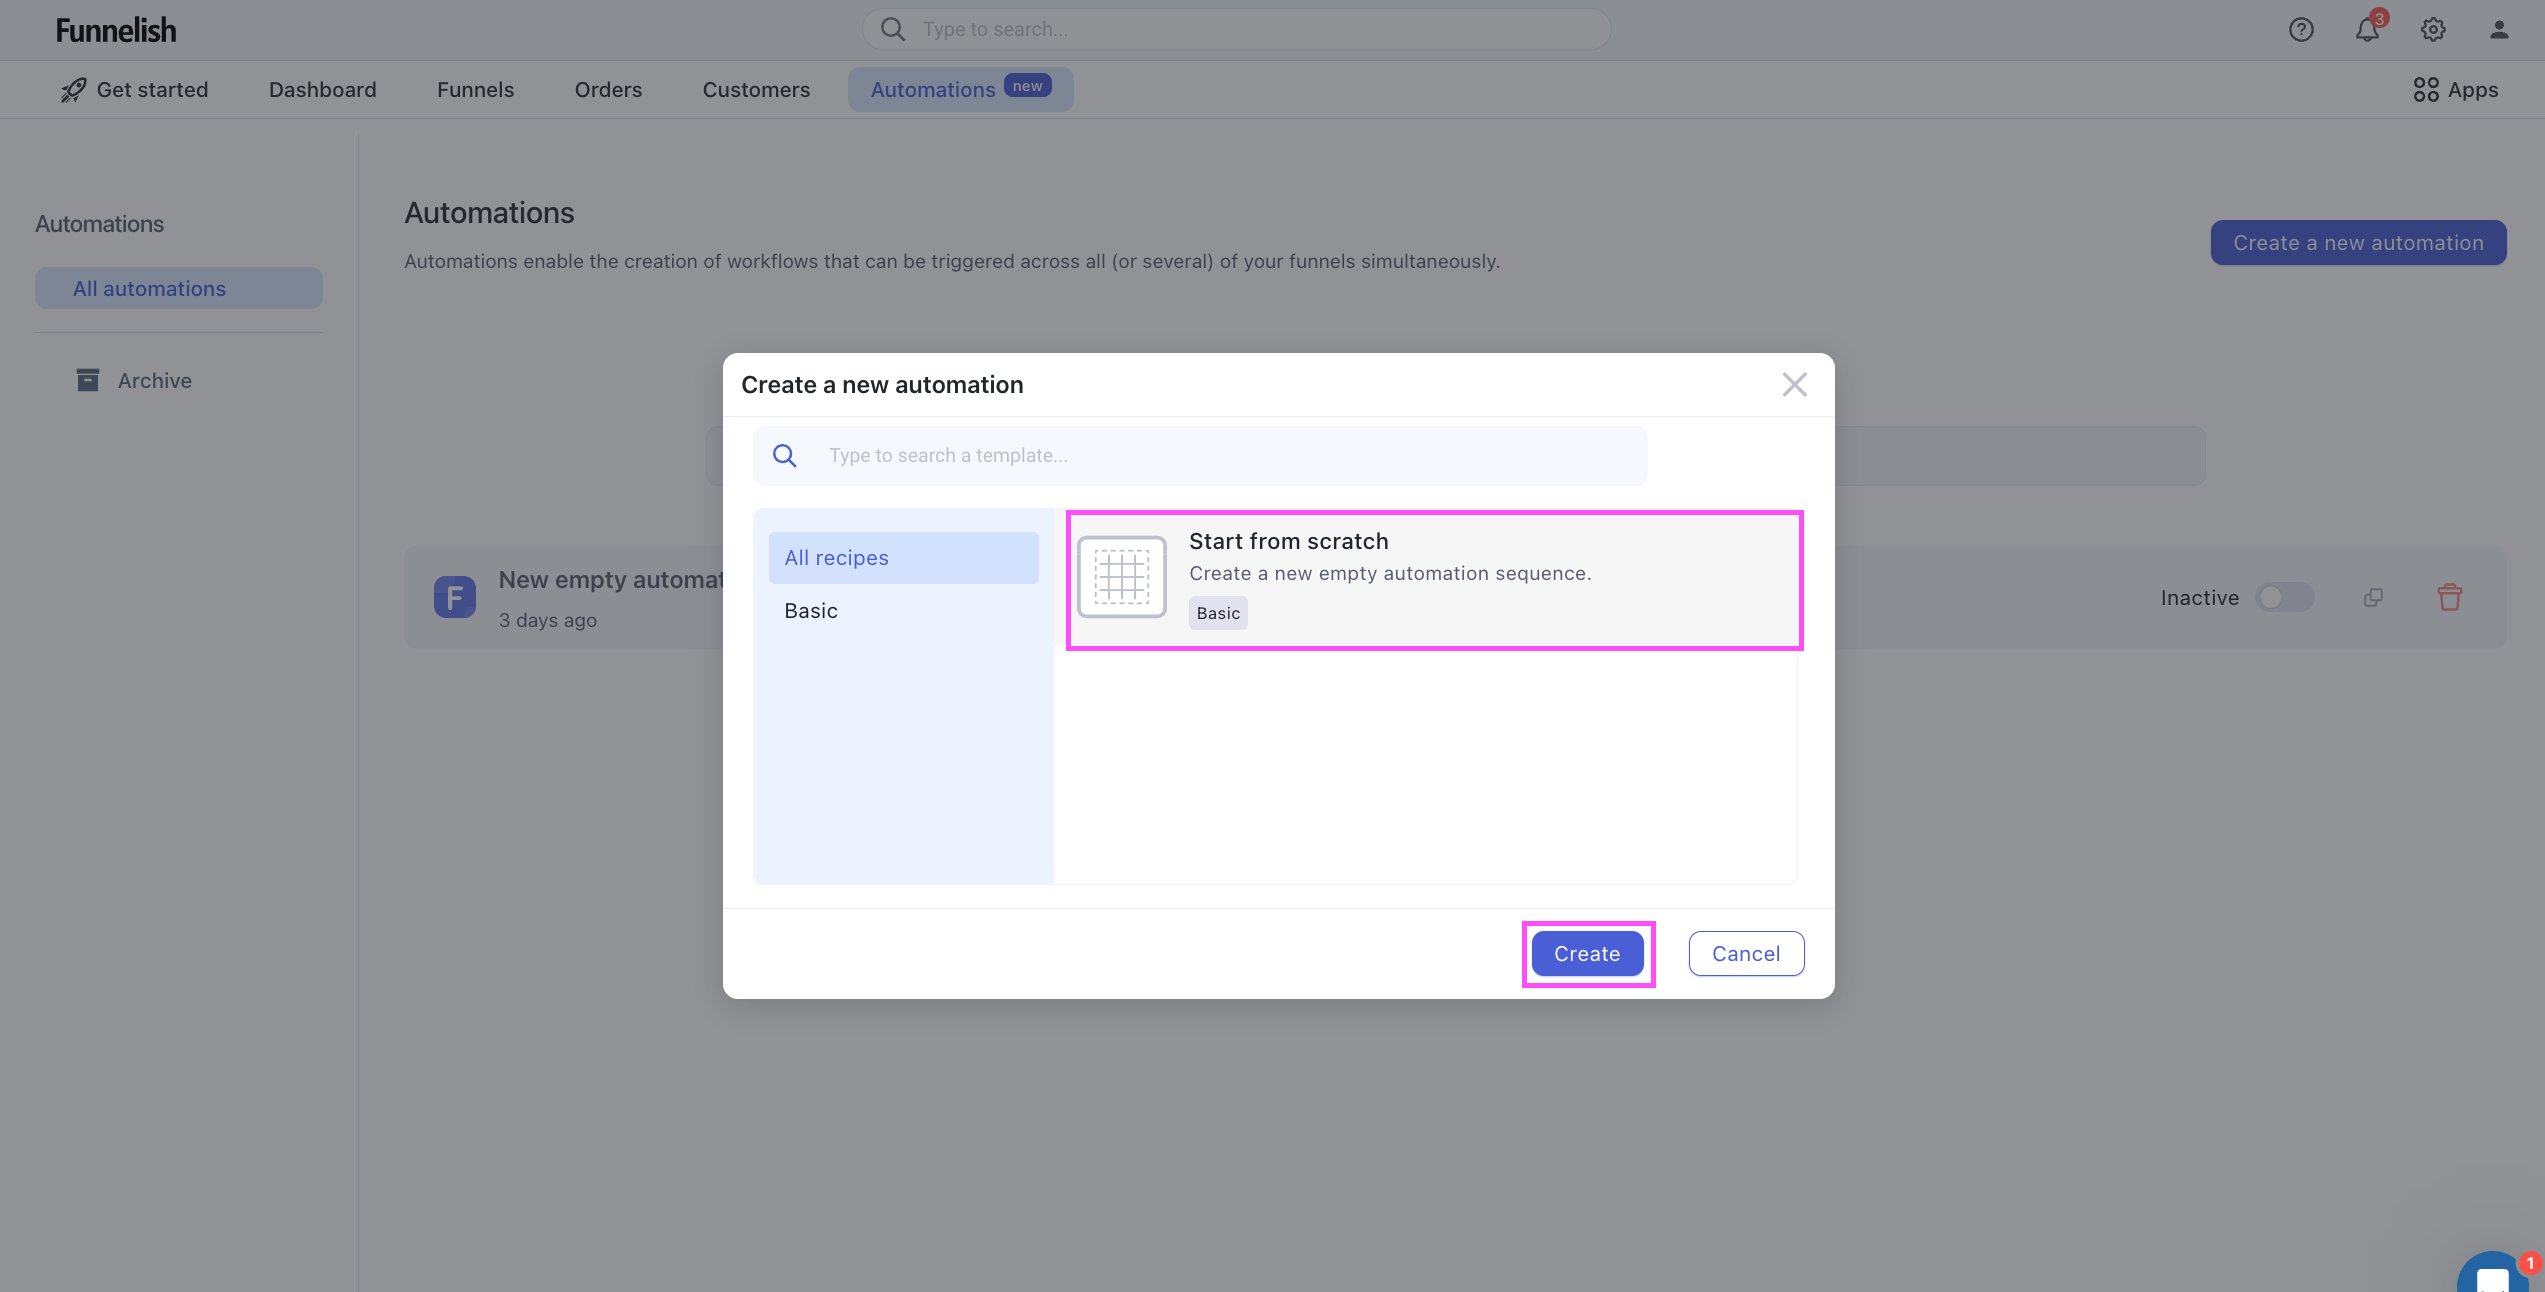 Funnelish
Type to search...
3
Get started
Dashboard
Funnels
Orders
Customers
Automations new
Apps
Automations
All automations
Archive
Automations
Automations enable the creation of workflows that can be triggered across all (or several) of your funnels simultaneously.
Create a new automation
F
New empty automat
3 days ago
Inactive
Create a new automation
Type to search a template...
All recipes
Basic
Start from scratch
Create a new empty automation sequence.
Basic
Create
Cancel
1